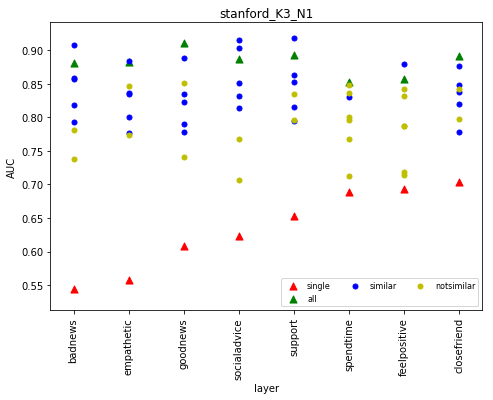 stanford_K3_N1
0.90
0.85
0.80
0.75
0.70
0.65
0.60
0.55
AUC
single
similar
notsimilar
all
badnews
empathetic
goodnews
socialadvice
support
spendtime
feelpositive
closefriend
layer